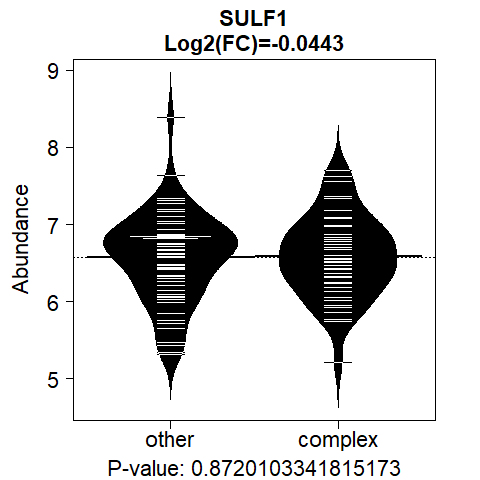 SULF1
Log2(FC)=-0.0443
9
8
7
6
5
Abundance
other complex
P-value: 0.8720103341815173